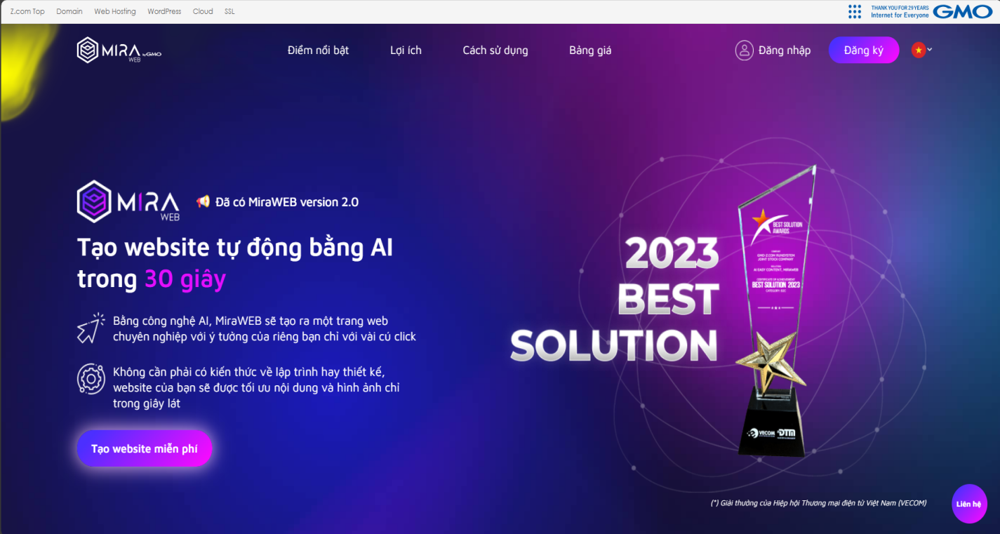 Z.com Top Domain Web Hosting WordPress Cloud SSL
THANK YOU FOR 29 YEARS
Internet for Everyone
GMO
MIRA
WEB
by GMO
Điểm nổi bật Lợi ích Cách sử dụng Bảng giá
Đăng nhập Đăng ký
MIRA
WEB
Đã có MiraWEB version 2.0
Tạo website tự động bằng AI
trong 30 giây
Bằng công nghệ AI, MiraWEB sẽ tạo ra một trang web
chuyên nghiệp với ý tưởng của riêng bạn chỉ với vài cú click
Không cần phải có kiến thức về lập trình hay thiết kế,
website của bạn sẽ được tối ưu nội dung và hình ảnh chỉ
trong giây lát
Tạo website miễn phí
2023
BEST
SOLUTION
BEST SOLUTION
AWARDS
COMPANY
GMO-Z.COM RUNSYSTEM
JOINT STOCK COMPANY
SOLUTION
AI EASY CONTENT, MIRAWEB
CERTIFICATE OF ACHIEVEMENT
BEST SOLUTION 2023
CATEGORY: B2C
VECOM
DTM
(*) Giải thưởng của Hiệp hội Thương mại điện tử Việt Nam (VECOM)
Liên hệ